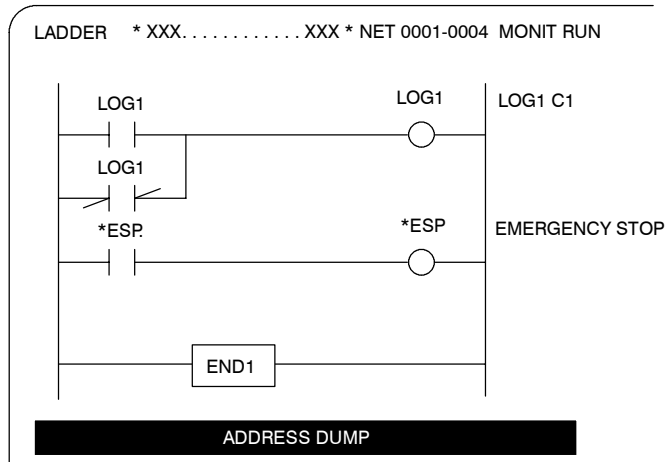 LADDER * XXX............XXX * NET 0001-0004 MONIT RUN
LOG1 LOG1 LOG1 C1
LOG1
*ESP. *ESP EMERGENCY STOP
END1
ADDRESS DUMP